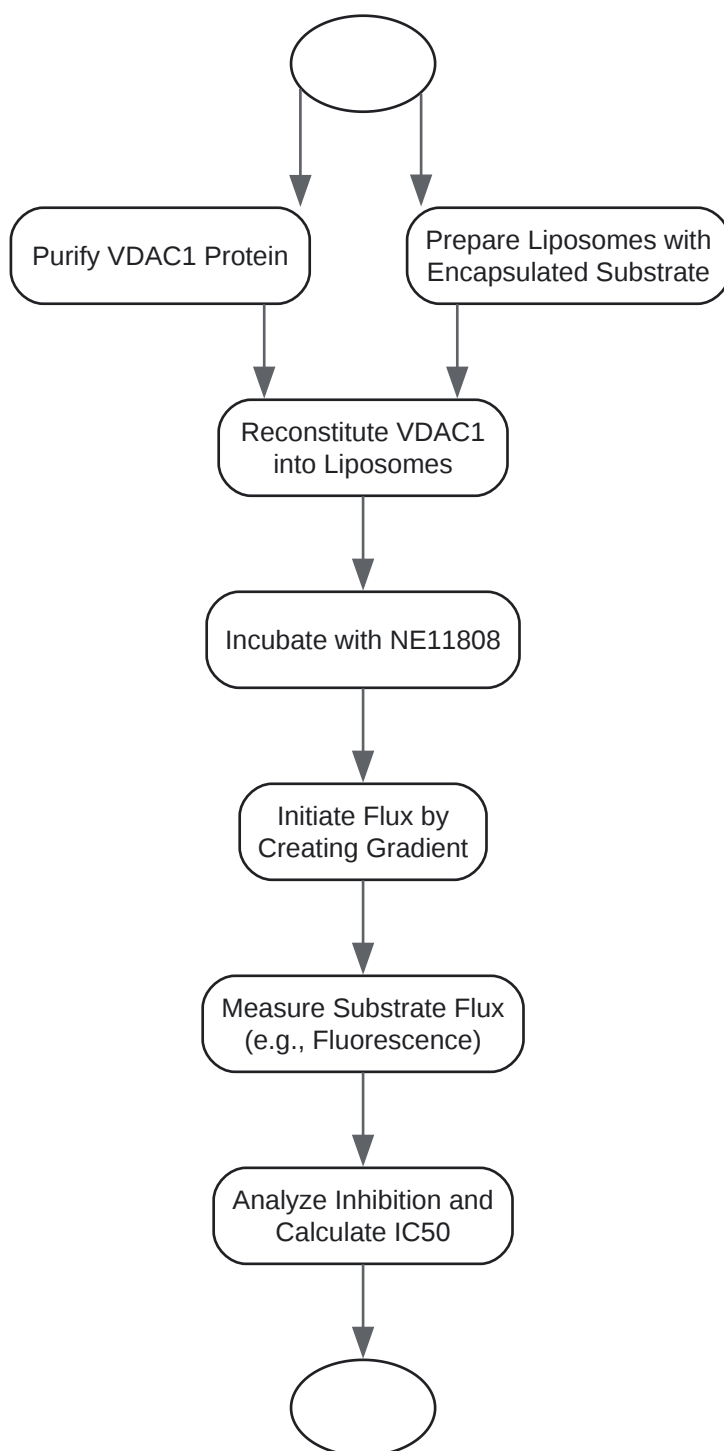 Purify VDAC1 Protein
Prepare Liposomes with
Encapsulated Substrate
Reconstitute VDAC1
into Liposomes
Incubate with NE11808
Initiate Flux by
Creating Gradient
Measure Substrate Flux
(e.g., Fluorescence)
Analyze Inhibition and
Calculate IC50